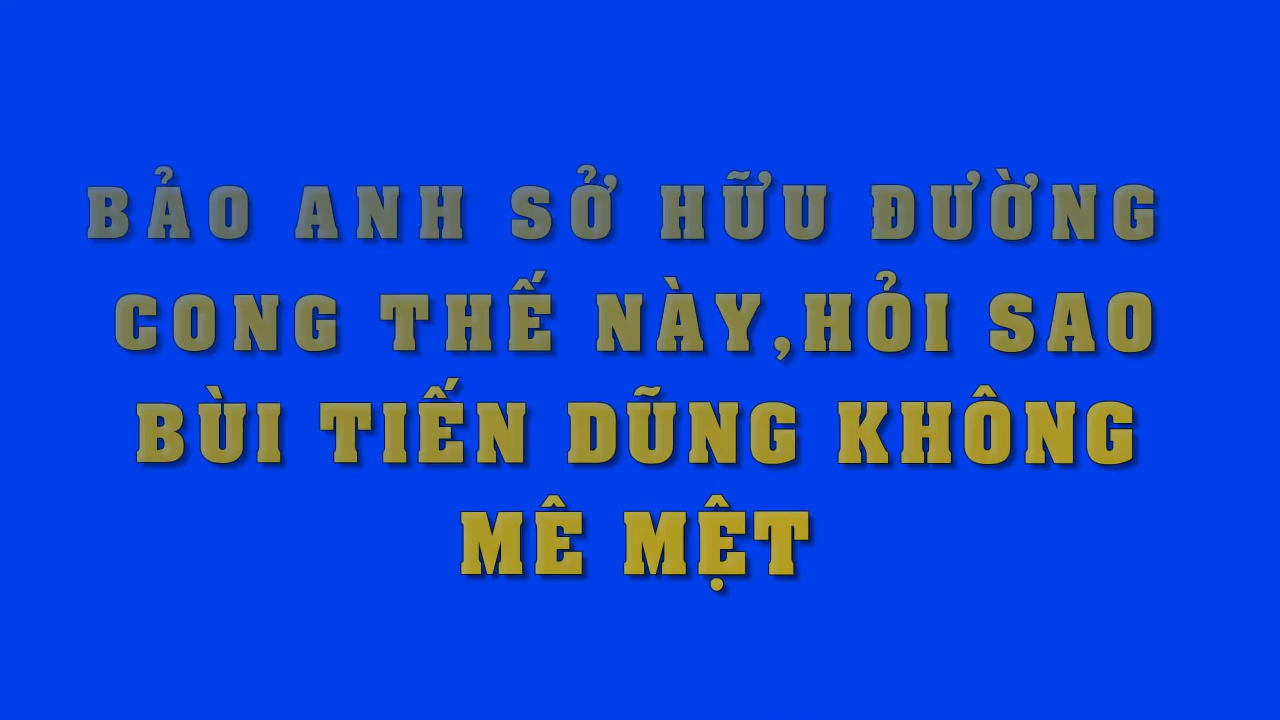 BẢO ANH SỞ HỮU ĐƯỜNG
CONG THẾ NÀY,HỎI SAO
BÙI TIẾN DŨNG KHÔNG
MÊ MỆT